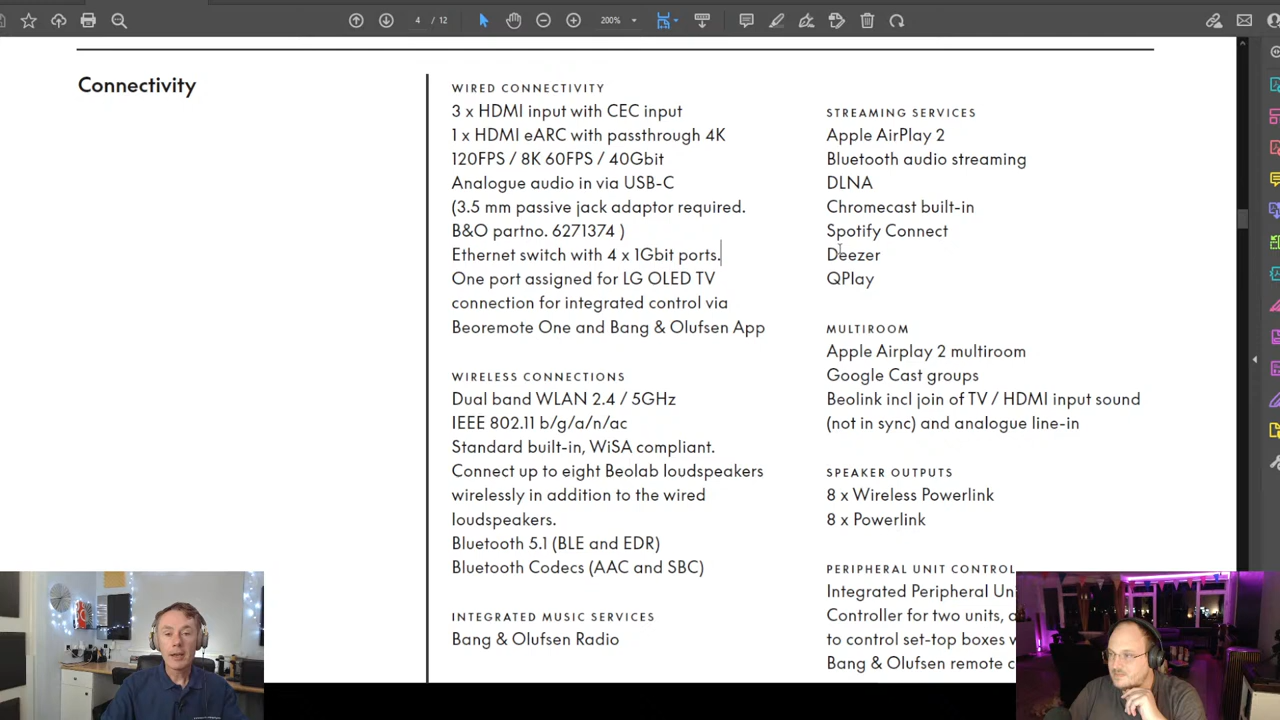 4 / 12
200%
Connectivity
WIRED CONNECTIVITY
3 x HDMI input with CEC input
1 x HDMI eARC with passthrough 4K
120FPS / 8K 60FPS / 40Gbit
Analogue audio in via USB-C
(3.5 mm passive jack adaptor required.
B&O partno. 6271374 )
Ethernet switch with 4 x 1Gbit ports.
One port assigned for LG OLED TV
connection for integrated control via
Beoremote One and Bang & Olufsen App
WIRELESS CONNECTIONS
Dual band WLAN 2.4 / 5GHz
IEEE 802.11 b/g/a/n/ac
Standard built-in, WiSA compliant.
Connect up to eight Beolab loudspeakers
wirelessly in addition to the wired
loudspeakers.
Bluetooth 5.1 (BLE and EDR)
Bluetooth Codecs (AAC and SBC)
INTEGRATED MUSIC SERVICES
Bang & Olufsen Radio
STREAMING SERVICES
Apple AirPlay 2
Bluetooth audio streaming
DLNA
Chromecast built-in
Spotify Connect
Deezer
QPlay
MULTIROOM
Apple Airplay 2 multiroom
Google Cast groups
Beolink incl join of TV / HDMI input sound
(not in sync) and analogue line-in
SPEAKER OUTPUTS
8 x Wireless Powerlink
8 x Powerlink
PERIPHERAL UNIT CONTROL
Integrated Peripheral
Controller for two units,
to control set-top boxes
Bang & Olufsen remote